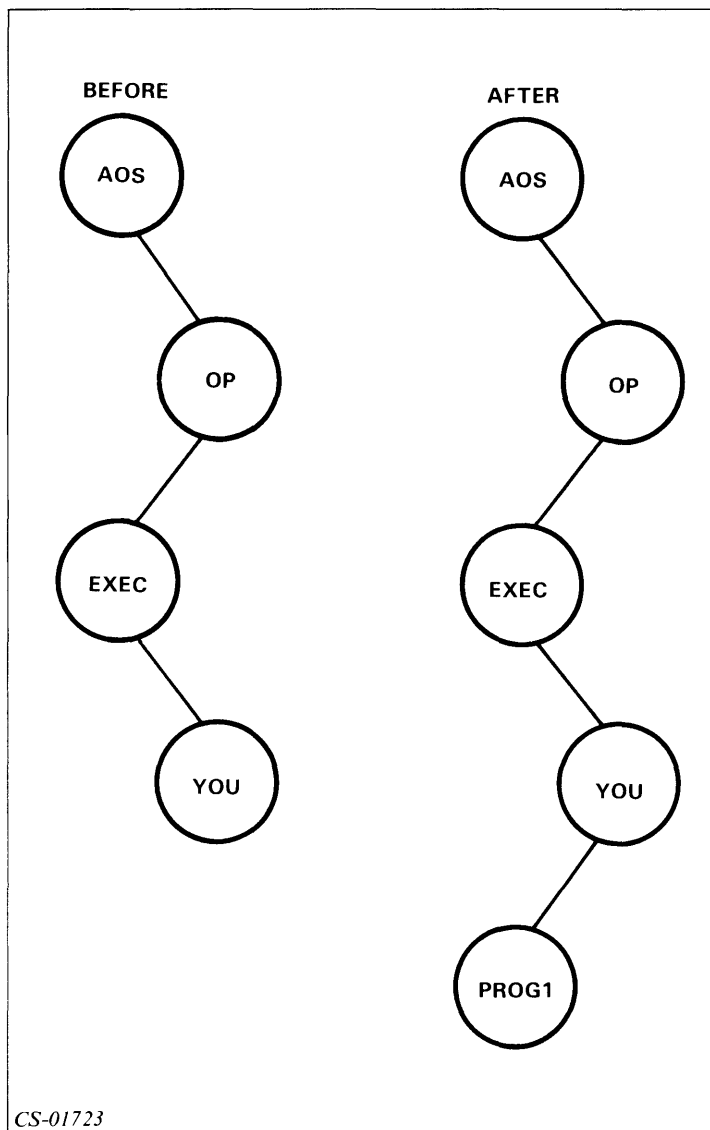 BEFORE
AOS
OP
EXEC
YOU
AFTER
AOS
OP
EXEC
YOU
PROG1
CS-01723